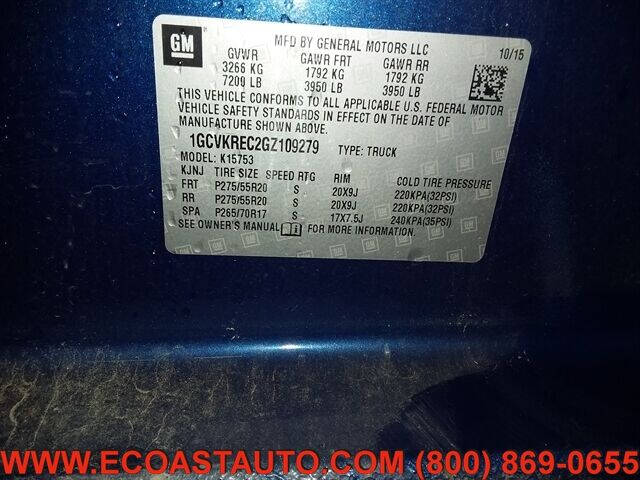 GM
MFD BY GENERAL MOTORS LLC 10/15
GVWR GAWR FRT GAWR RR
3266 KG 1792 KG 1792 KG
7200 LB 3950 LB 3950 LB
THIS VEHICLE CONFORMS TO ALL APPLICABLE U.S. FEDERAL MOTOR
VEHICLE SAFETY STANDARDS IN EFFECT ON THE DATE OF
MANUFACTURE SHOWN ABOVE.
1GCVKREC2GZ109279 TYPE: TRUCK
MODEL: K15753
KJNJ TIRE SIZE SPEED RTG RIM COLD TIRE PRESSURE
FRT P275/55R20 S 20X9J 220KPA(32PSI)
RR P275/55R20 S 20X9J 220KPA(32PSI)
SPA P265/70R17 S 17X7.5J 240KPA(35PSI)
SEE OWNER'S MANUAL FOR MORE INFORMATION.
WWW.ECOASTAUTO.COM (800) 869-0655